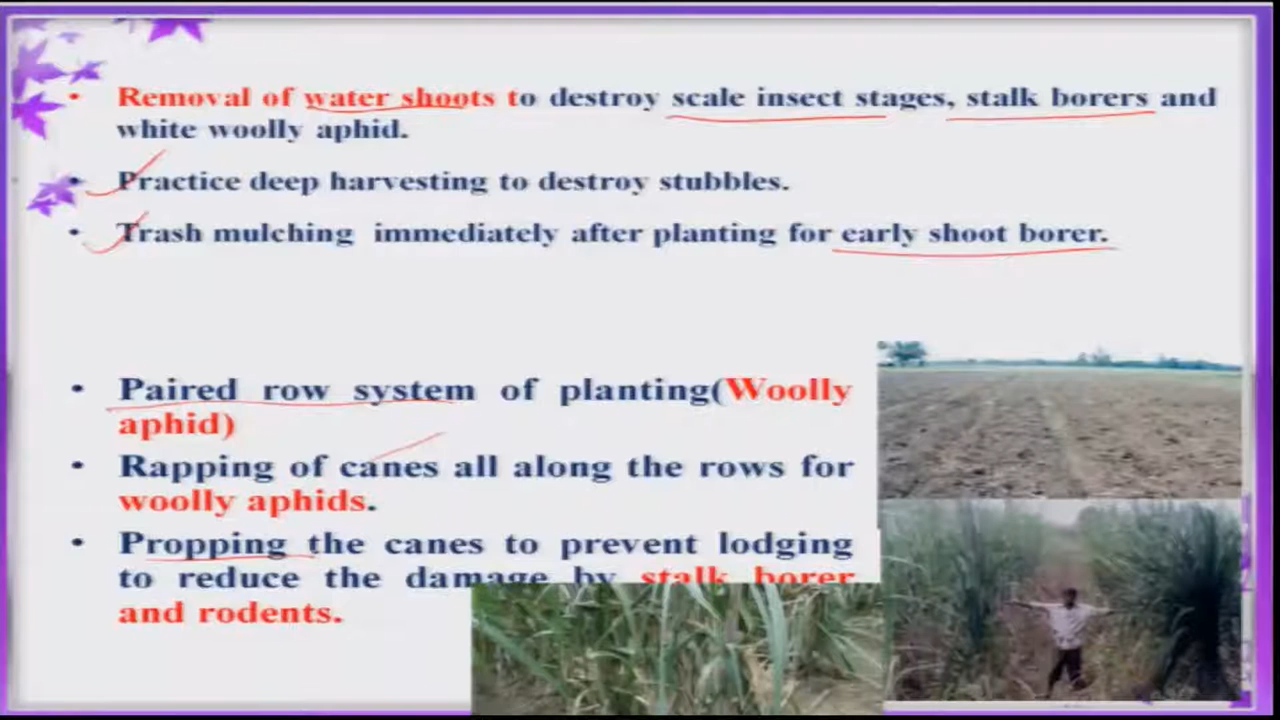 • Removal of water shoots to destroy scale insect stages, stalk borers and
white woolly aphid.
• Practice deep harvesting to destroy stubbles.
• Trash mulching immediately after planting for early shoot borer.
• Paired row system of planting(Woolly
aphid)
• Rapping of canes all along the rows for
woolly aphids.
• Propping the canes to prevent lodging
to reduce the damage by stalk borer
and rodents.